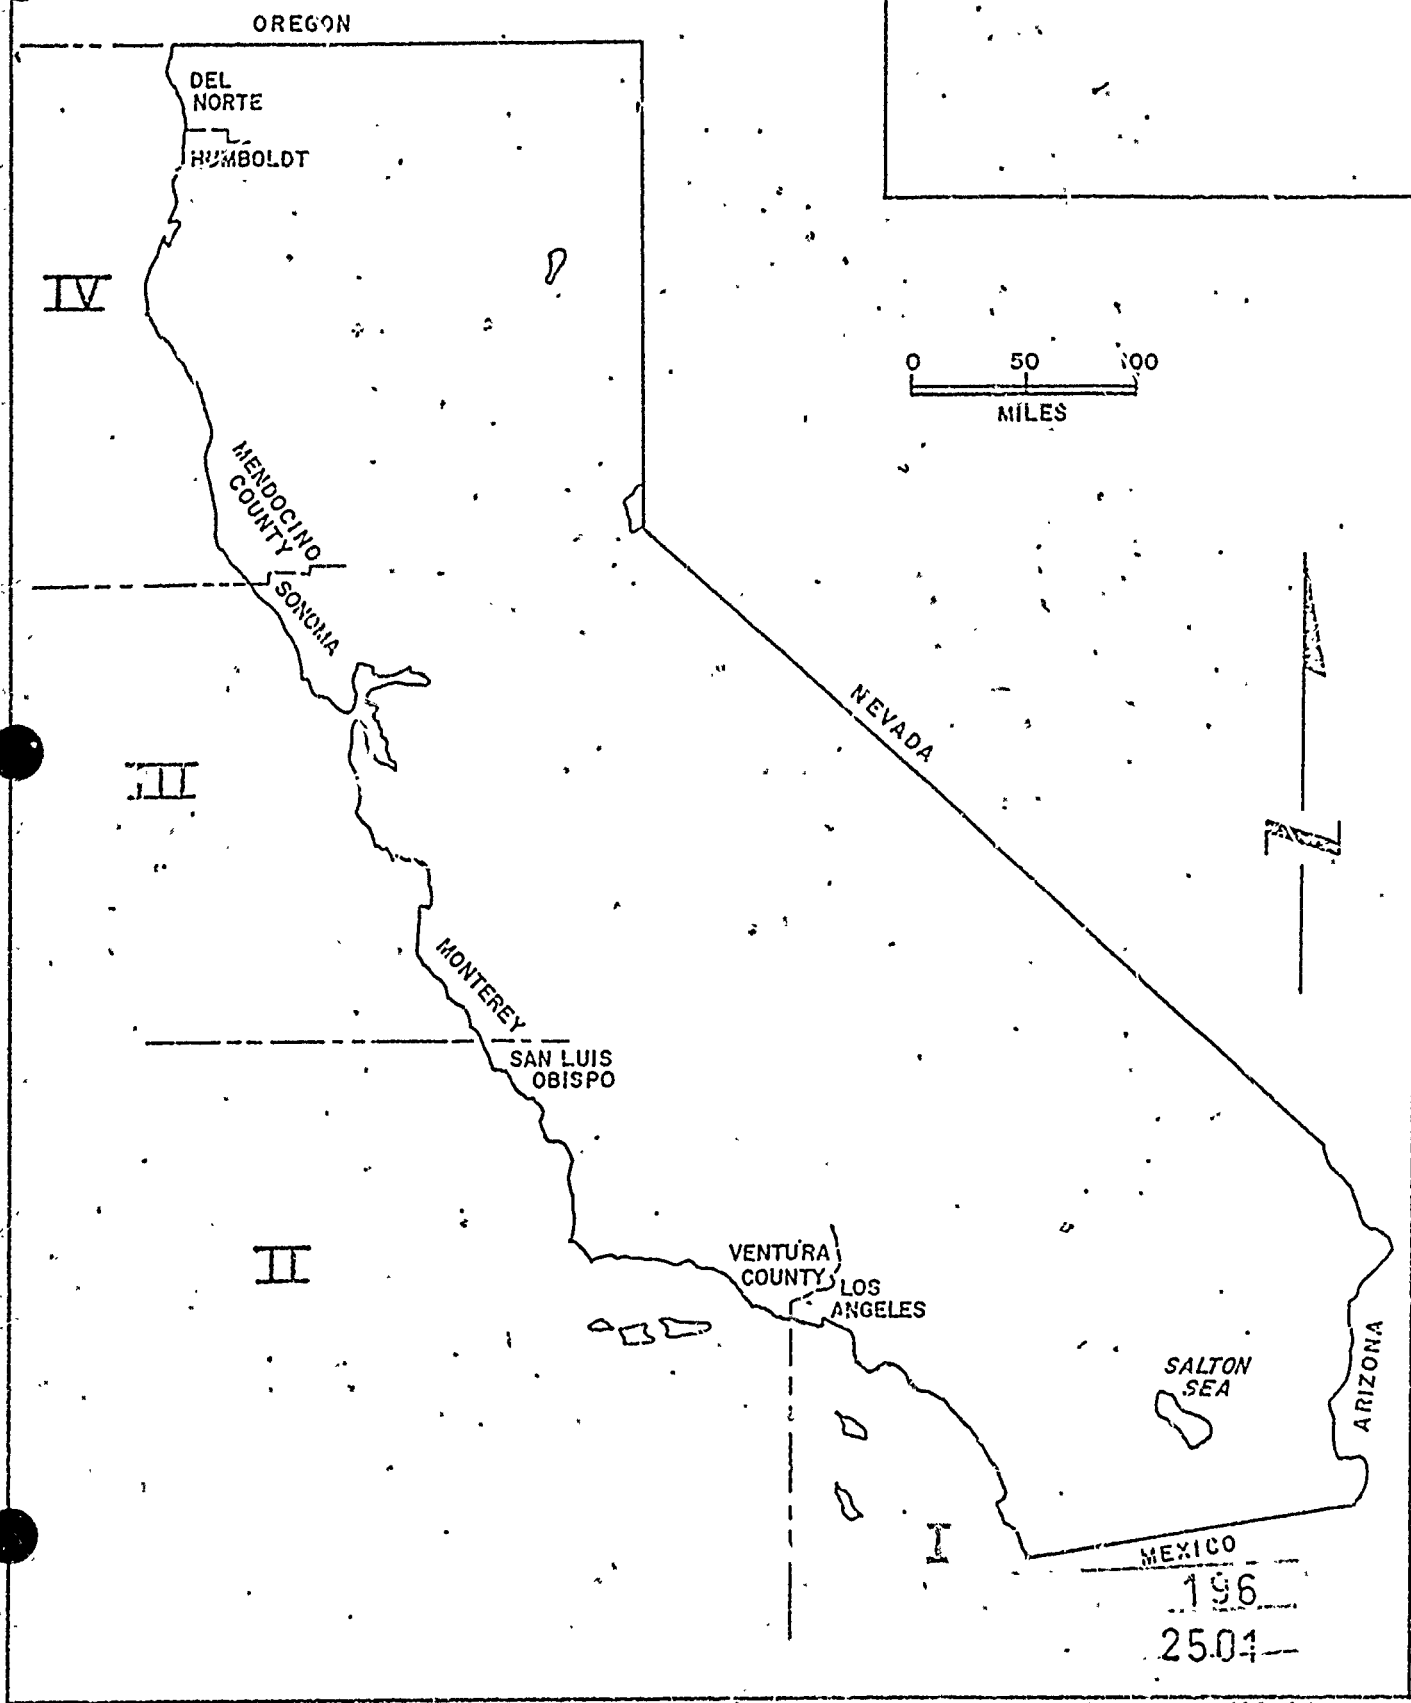 OREGON
DEL
NORTE
HUMBOLDT
IV
0 50 100
MILES
MENDOCINO
COUNTY
SONOMA
NEVADA
III
N
MONTEREY
SAN LUIS
OBISPO
II
VENTURA
COUNTY
LOS
ANGELES
SALTON
SEA
ARIZONA
I
MEXICO
196
2501